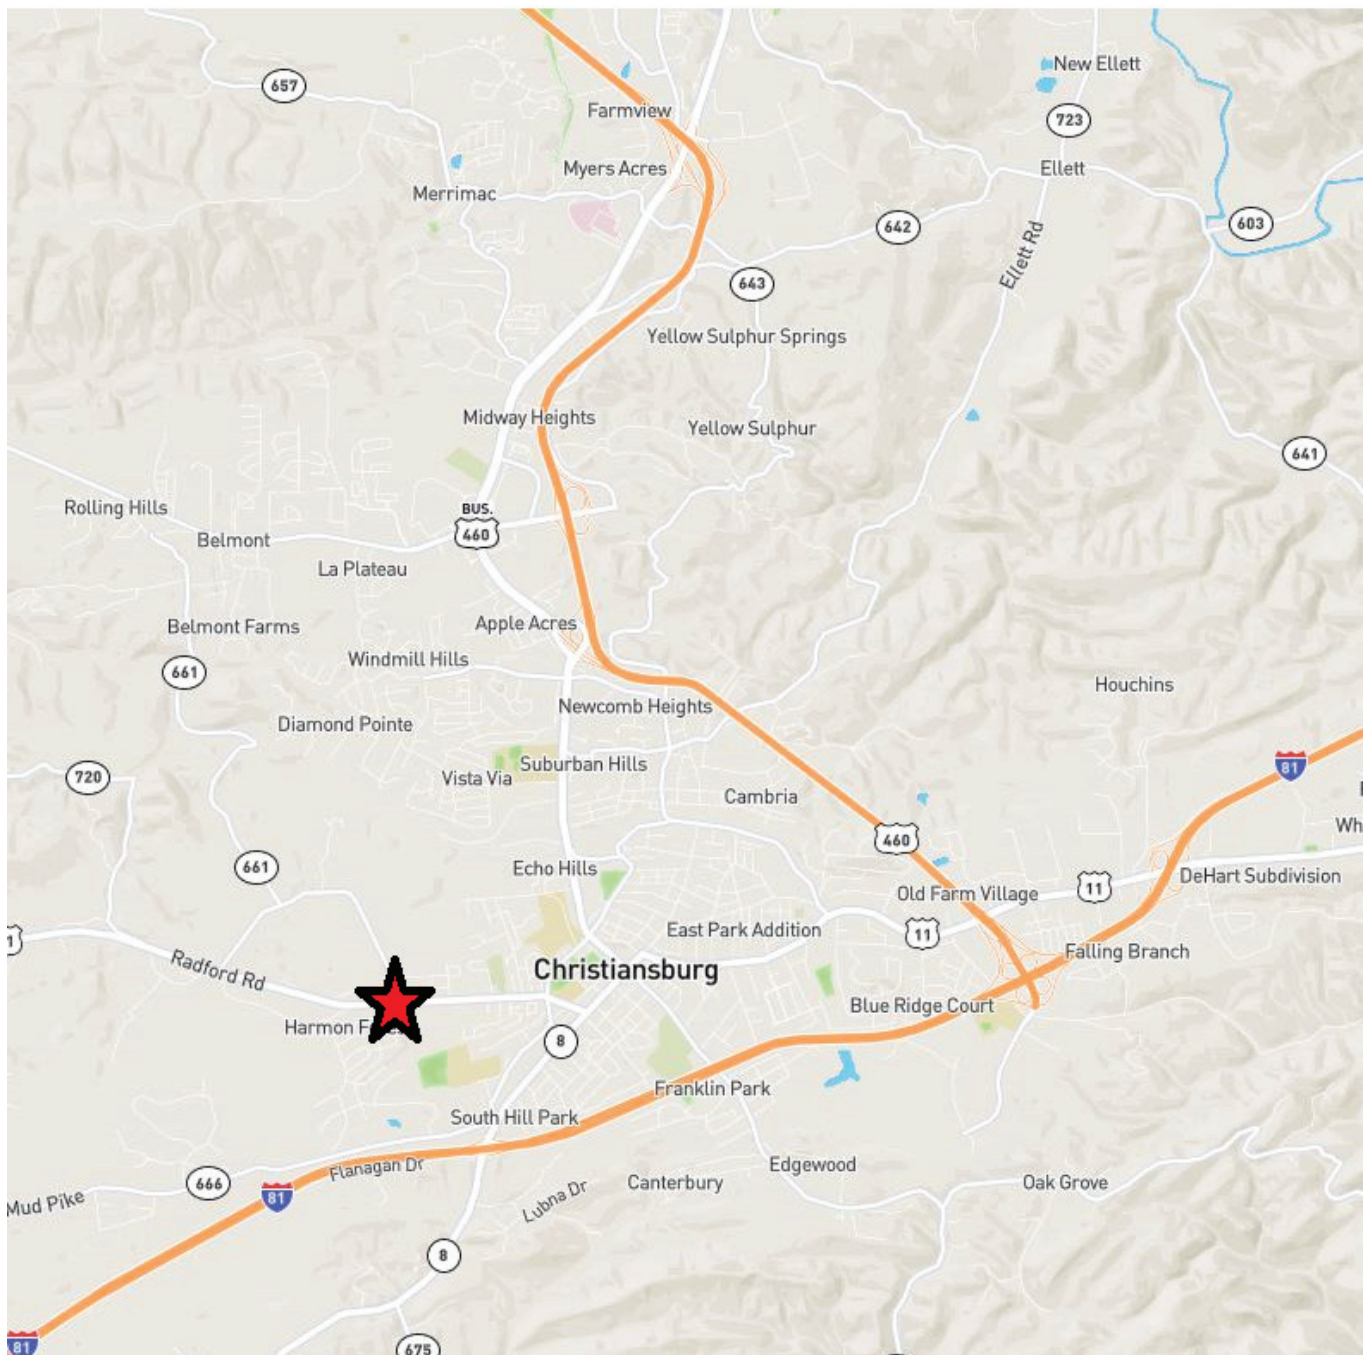 New Ellett
657
Farmview
723
Myers Acres
Ellett
Merrimac
642
603
Ellett Rd
643
Yellow Sulphur Springs
Midway Heights
Yellow Sulphur
641
Rolling Hills
BUS.
460
Belmont
La Plateau
Apple Acres
Belmont Farms
Windmill Hills
661
Houchins
Newcomb Heights
Diamond Pointe
Suburban Hills
81
720
Vista Via
Cambria
460
661
Echo Hills
DeHart Subdivision
11
Old Farm Village
East Park Addition
11
Radford Rd
Falling Branch
Christiansburg
Blue Ridge Court
Harmon
8
Franklin Park
South Hill Park
Flanagan Dr
Edgewood
666
Canterbury
Oak Grove
81
Mud Pike
Lubna Dr
8
81
675